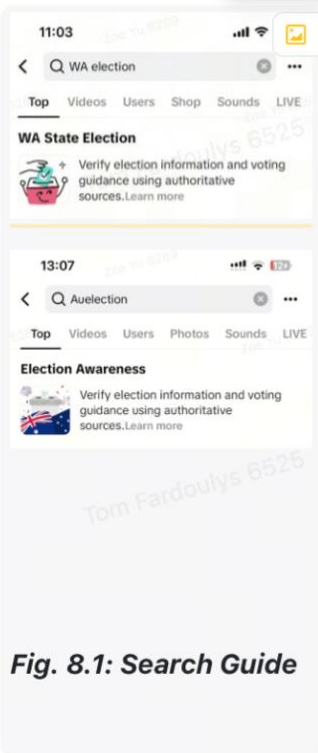 11:03
WA election
Top Videos Users Shop Sounds LIVE
WA State Election
Verify election information and voting
guidance using authoritative
sources.Learn more
13:07
Auelection
Top Videos Users Photos Sounds LIVE
Election Awareness
Verify election information and voting
guidance using authoritative
sources.Learn more
Tom Fardoulys 6525
Fig. 8.1: Search Guide